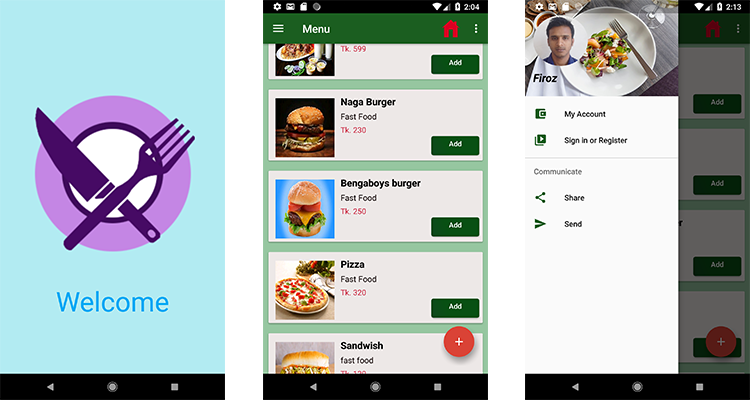 Welcome
2:04
Menu
Tk. 599
Add
Naga Burger
Fast Food
Tk. 230
Add
Bengaboys burger
Fast Food
Tk. 250
Add
Pizza
Fast Food
Tk. 320
Add
Sandwish
fast food
Tk. 120
2:13
Firoz
My Account
Sign in or Register
Communicate
Share
Send
Add
Add
r
Add
Add